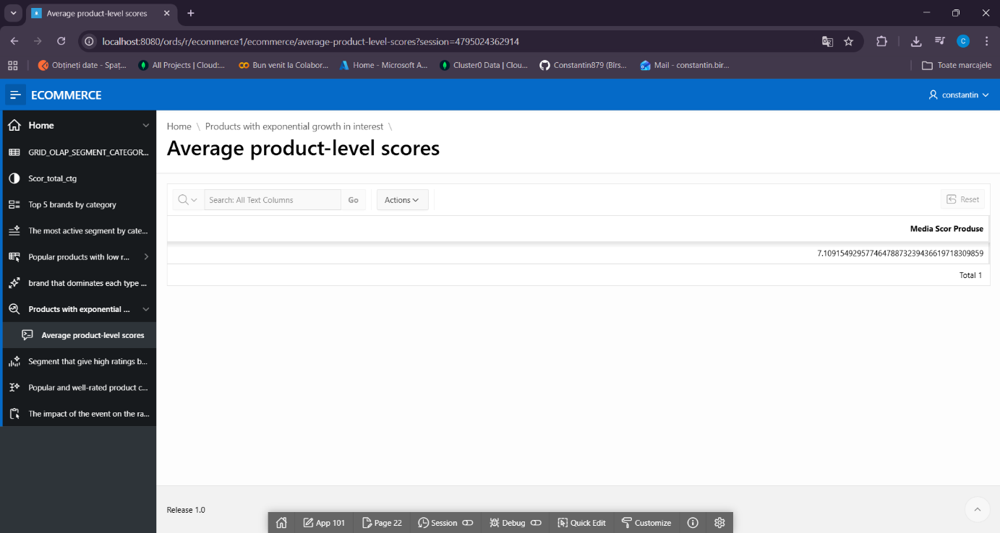 Average product-level scores
localhost:8080/ords/r/ecommerce1/ecommerce/average-product-level-scores?session=4795024362914
C
Obțineți date - Spaț...
All Projects | Cloud:...
Bun venit la Colabor...
Home - Microsoft A...
Cluster0 Data | Clou...
Constantin879 (Bîrs...
Mail - constantin.bir...
Toate marcajele
ECOMMERCE
constantin
Home
GRID_OLAP_SEGMENT_CATEGOR...
Scor_total_ctg
Top 5 brands by category
The most active segment by cate...
Popular products with low r...
brand that dominates each type ...
Products with exponential ...
Average product-level scores
Segment that give high ratings b...
Popular and well-rated product c...
The impact of the event on the ra...
Home \ Products with exponential growth in interest \
Average product-level scores
Search: All Text Columns
Go
Actions
Reset
Media Scor Produse
7.10915492957746478873239436619718309859
Total 1
Release 1.0
App 101
Page 22
Session
Debug
Quick Edit
Customize